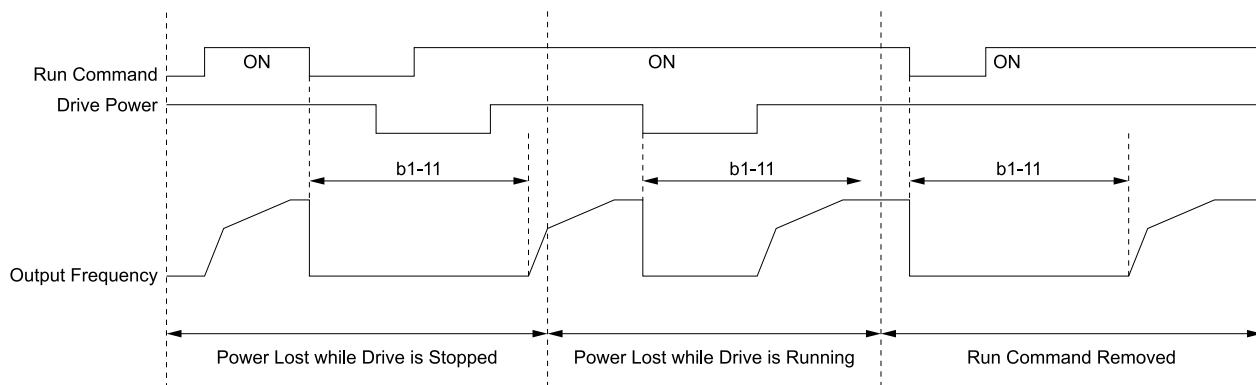 ON
ON
ON
Run Command
Drive Power
b1-11
b1-11
b1-11
Output Frequency
Power Lost while Drive is Stopped
Power Lost while Drive is Running
Run Command Removed